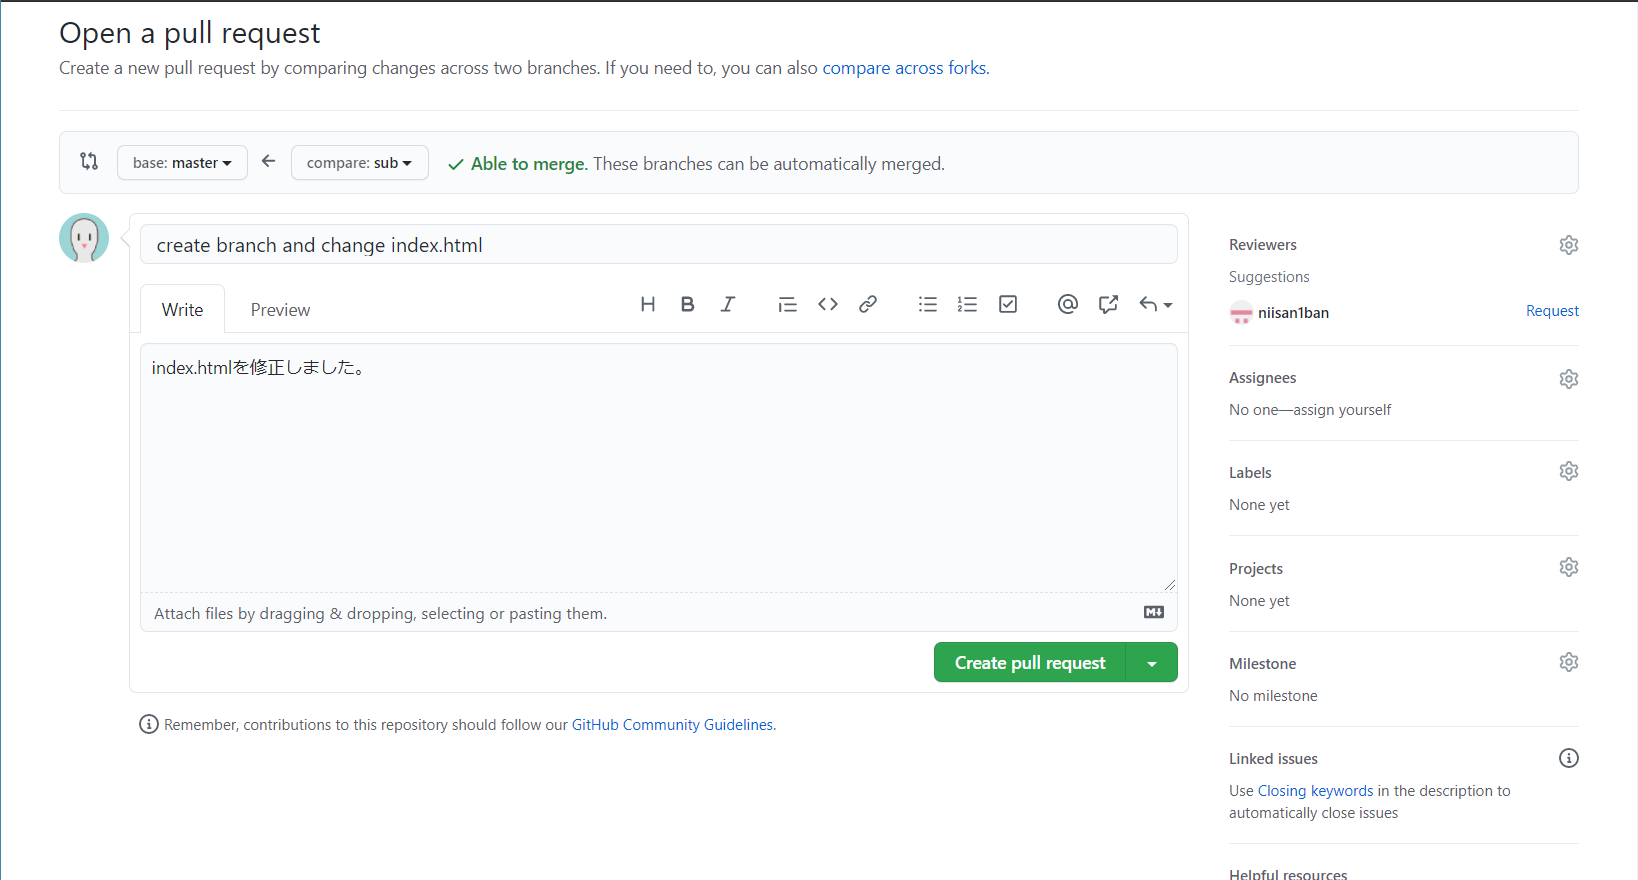 Open a pull request
Create a new pull request by comparing changes across two branches. If you need to, you can also compare across forks.
base: master
compare: sub
Able to merge. These branches can be automatically merged.
create branch and change index.html
Write
Preview
index.htmlを修正しました。
Attach files by dragging & dropping, selecting or pasting them.
Create pull request
Remember, contributions to this repository should follow our GitHub Community Guidelines.
Reviewers
Suggestions
niisan1ban
Request
Assignees
No one—assign yourself
Labels
None yet
Projects
None yet
Milestone
No milestone
Linked issues
Use Closing keywords in the description to
automatically close issues
Helpful resources